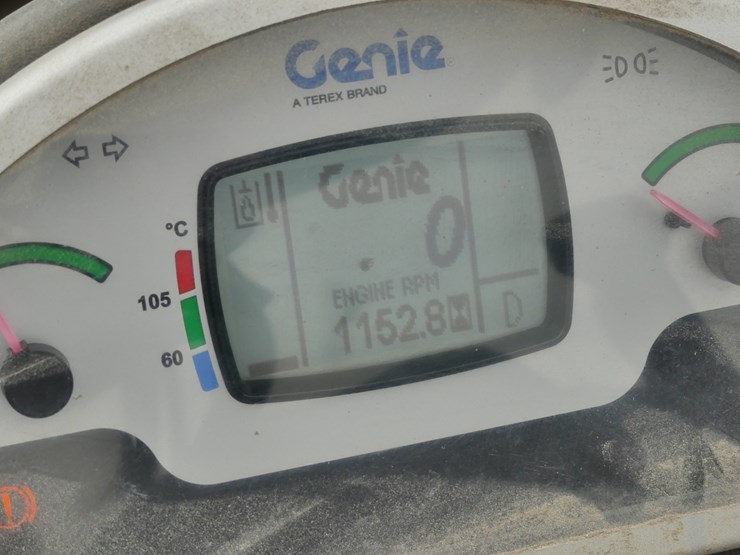 Genie
A TEREX BRAND
Genie
0
°C
105
60
ENGINE RPM
1152.8
D